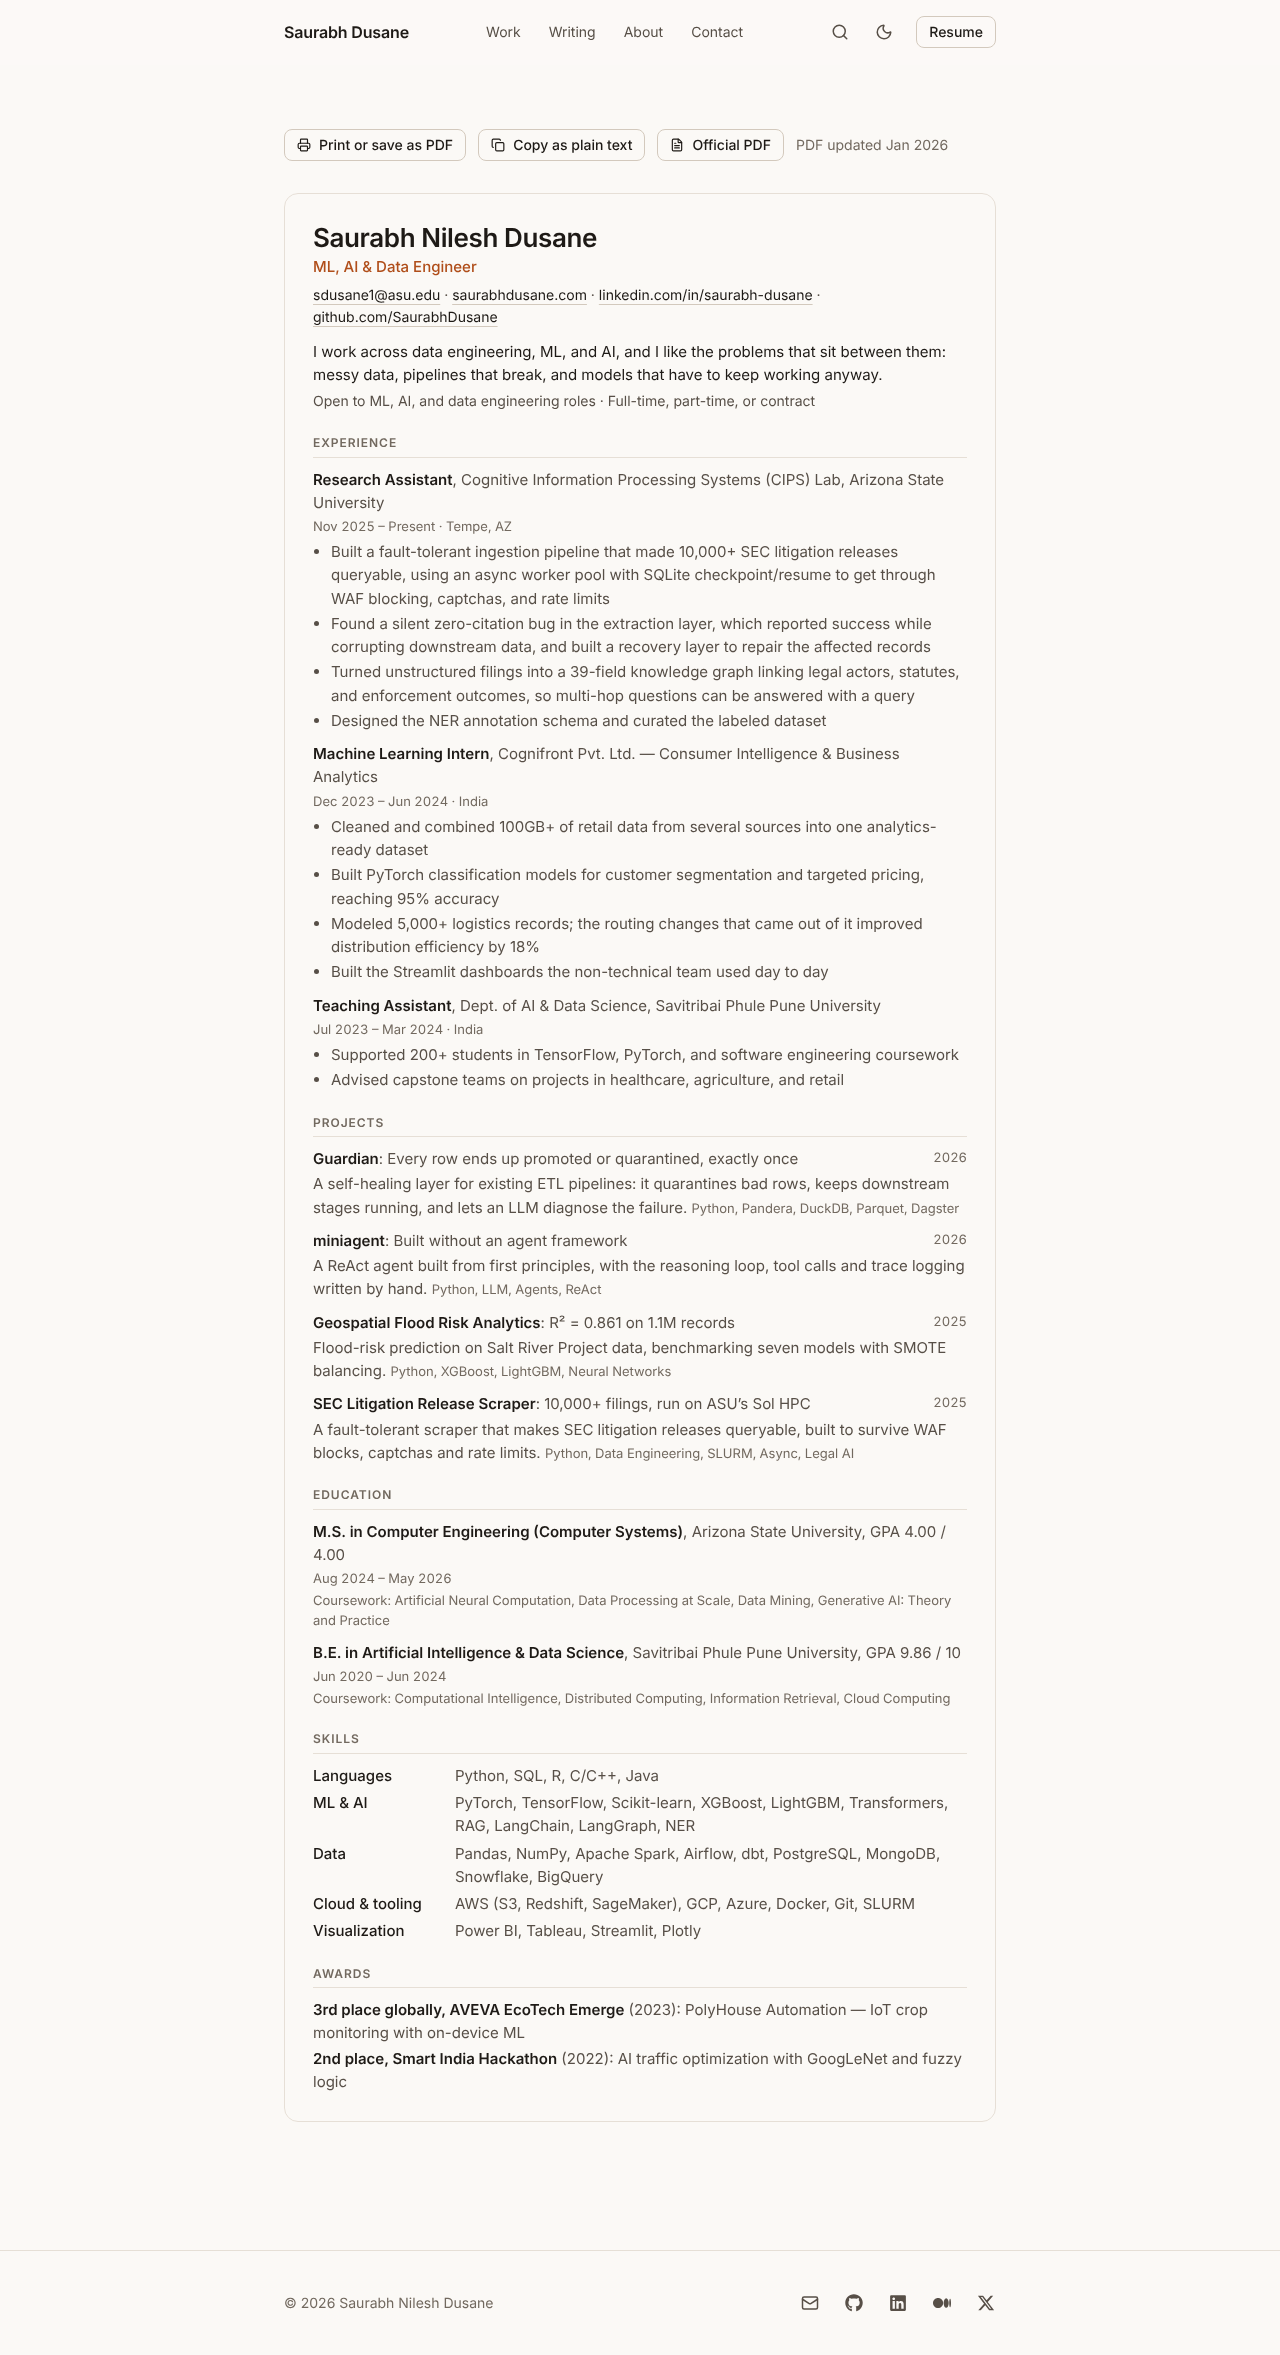 Saurabh Dusane
Work
Writing
About
Contact
Resume
Print or save as PDF
Copy as plain text
Official PDF
PDF updated Jan 2026
Saurabh Nilesh Dusane
ML, AI & Data Engineer
sdusane1@asu.edu · saurabhdusane.com · linkedin.com/in/saurabh-dusane ·
github.com/SaurabhDusane
I work across data engineering, ML, and AI, and I like the problems that sit between them:
messy data, pipelines that break, and models that have to keep working anyway.
Open to ML, AI, and data engineering roles · Full-time, part-time, or contract
EXPERIENCE
Research Assistant, Cognitive Information Processing Systems (CIPS) Lab, Arizona State
University
Nov 2025 – Present · Tempe, AZ
• Built a fault-tolerant ingestion pipeline that made 10,000+ SEC litigation releases
queryable, using an async worker pool with SQLite checkpoint/resume to get through
WAF blocking, captchas, and rate limits
• Found a silent zero-citation bug in the extraction layer, which reported success while
corrupting downstream data, and built a recovery layer to repair the affected records
• Turned unstructured filings into a 39-field knowledge graph linking legal actors, statutes,
and enforcement outcomes, so multi-hop questions can be answered with a query
• Designed the NER annotation schema and curated the labeled dataset
Machine Learning Intern, Cognifront Pvt. Ltd. — Consumer Intelligence & Business
Analytics
Dec 2023 – Jun 2024 · India
• Cleaned and combined 100GB+ of retail data from several sources into one analytics-
ready dataset
• Built PyTorch classification models for customer segmentation and targeted pricing,
reaching 95% accuracy
• Modeled 5,000+ logistics records; the routing changes that came out of it improved
distribution efficiency by 18%
• Built the Streamlit dashboards the non-technical team used day to day
Teaching Assistant, Dept. of AI & Data Science, Savitribai Phule Pune University
Jul 2023 – Mar 2024 · India
• Supported 200+ students in TensorFlow, PyTorch, and software engineering coursework
• Advised capstone teams on projects in healthcare, agriculture, and retail
PROJECTS
Guardian: Every row ends up promoted or quarantined, exactly once 2026
A self-healing layer for existing ETL pipelines: it quarantines bad rows, keeps downstream
stages running, and lets an LLM diagnose the failure. Python, Pandera, DuckDB, Parquet, Dagster
miniagent: Built without an agent framework 2026
A ReAct agent built from first principles, with the reasoning loop, tool calls and trace logging
written by hand. Python, LLM, Agents, ReAct
Geospatial Flood Risk Analytics: R² = 0.861 on 1.1M records 2025
Flood-risk prediction on Salt River Project data, benchmarking seven models with SMOTE
balancing. Python, XGBoost, LightGBM, Neural Networks
SEC Litigation Release Scraper: 10,000+ filings, run on ASU’s Sol HPC 2025
A fault-tolerant scraper that makes SEC litigation releases queryable, built to survive WAF
blocks, captchas and rate limits. Python, Data Engineering, SLURM, Async, Legal AI
EDUCATION
M.S. in Computer Engineering (Computer Systems), Arizona State University, GPA 4.00 /
4.00
Aug 2024 – May 2026
Coursework: Artificial Neural Computation, Data Processing at Scale, Data Mining, Generative AI: Theory
and Practice
B.E. in Artificial Intelligence & Data Science, Savitribai Phule Pune University, GPA 9.86 / 10
Jun 2020 – Jun 2024
Coursework: Computational Intelligence, Distributed Computing, Information Retrieval, Cloud Computing
SKILLS
Languages Python, SQL, R, C/C++, Java
ML & AI PyTorch, TensorFlow, Scikit-learn, XGBoost, LightGBM, Transformers,
RAG, LangChain, LangGraph, NER
Data Pandas, NumPy, Apache Spark, Airflow, dbt, PostgreSQL, MongoDB,
Snowflake, BigQuery
Cloud & tooling AWS (S3, Redshift, SageMaker), GCP, Azure, Docker, Git, SLURM
Visualization Power BI, Tableau, Streamlit, Plotly
AWARDS
3rd place globally, AVEVA EcoTech Emerge (2023): PolyHouse Automation — IoT crop
monitoring with on-device ML
2nd place, Smart India Hackathon (2022): AI traffic optimization with GoogLeNet and fuzzy
logic
© 2026 Saurabh Nilesh Dusane